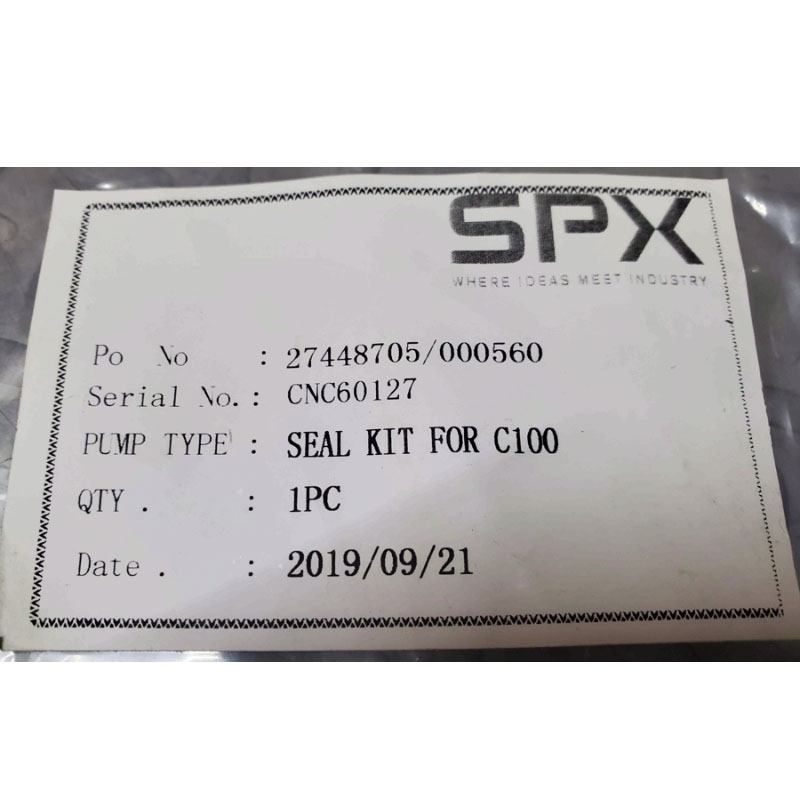 SPX
WHERE IDEAS MEET INDUSTRY
Po No : 27448705/000560
Serial No. : CNC60127
PUMP TYPE : SEAL KIT FOR C100
QTY . : 1PC
Date . : 2019/09/21